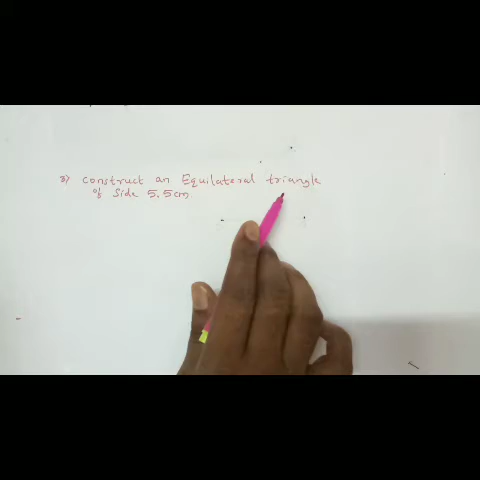 3) construct an Equilateral triangle
of side 5.5cm